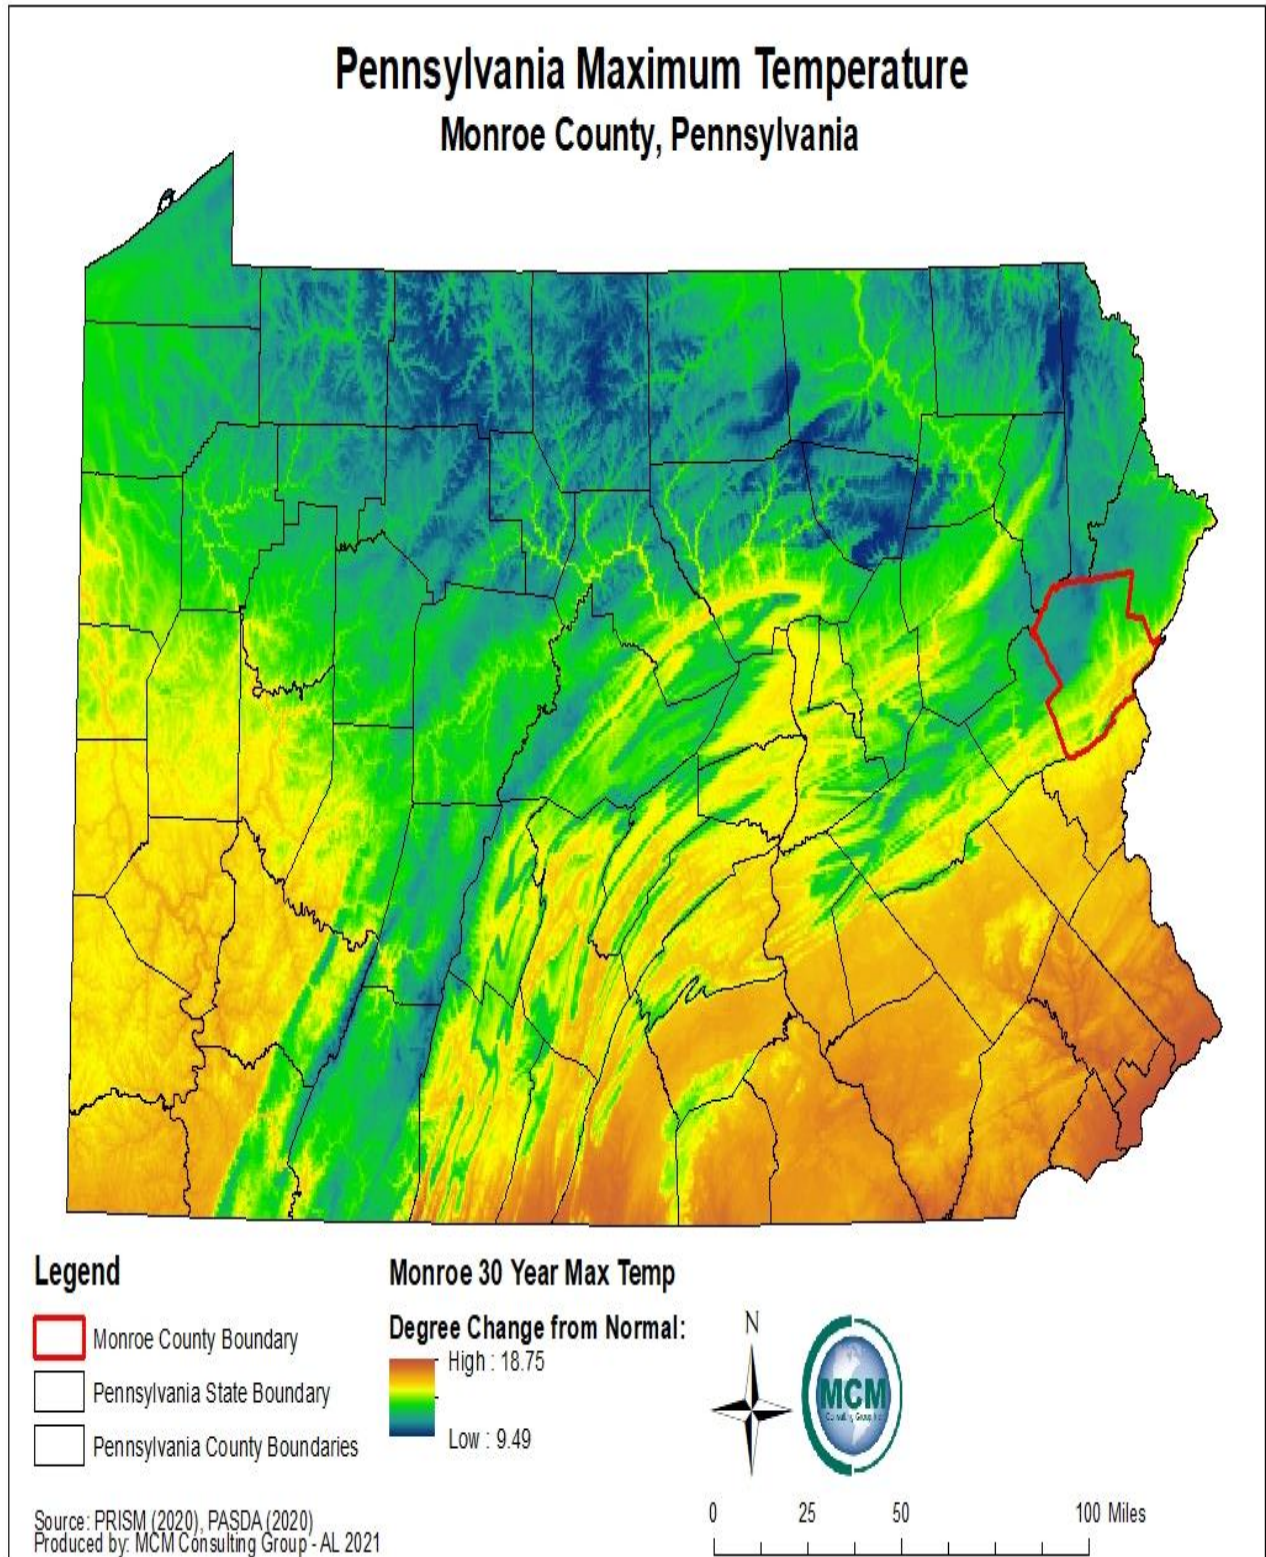 Pennsylvania Maximum Temperature
Monroe County, Pennsylvania
Legend
Monroe County Boundary
Pennsylvania State Boundary
Pennsylvania County Boundaries
Monroe 30 Year Max Temp
Degree Change from Normal:
High : 18.75
Low : 9.49
N
MCM
Consulting Group
0 25 50 100 Miles
Source: PRISM (2020), PASDA (2020)
Produced by: MCM Consulting Group - AL 2021